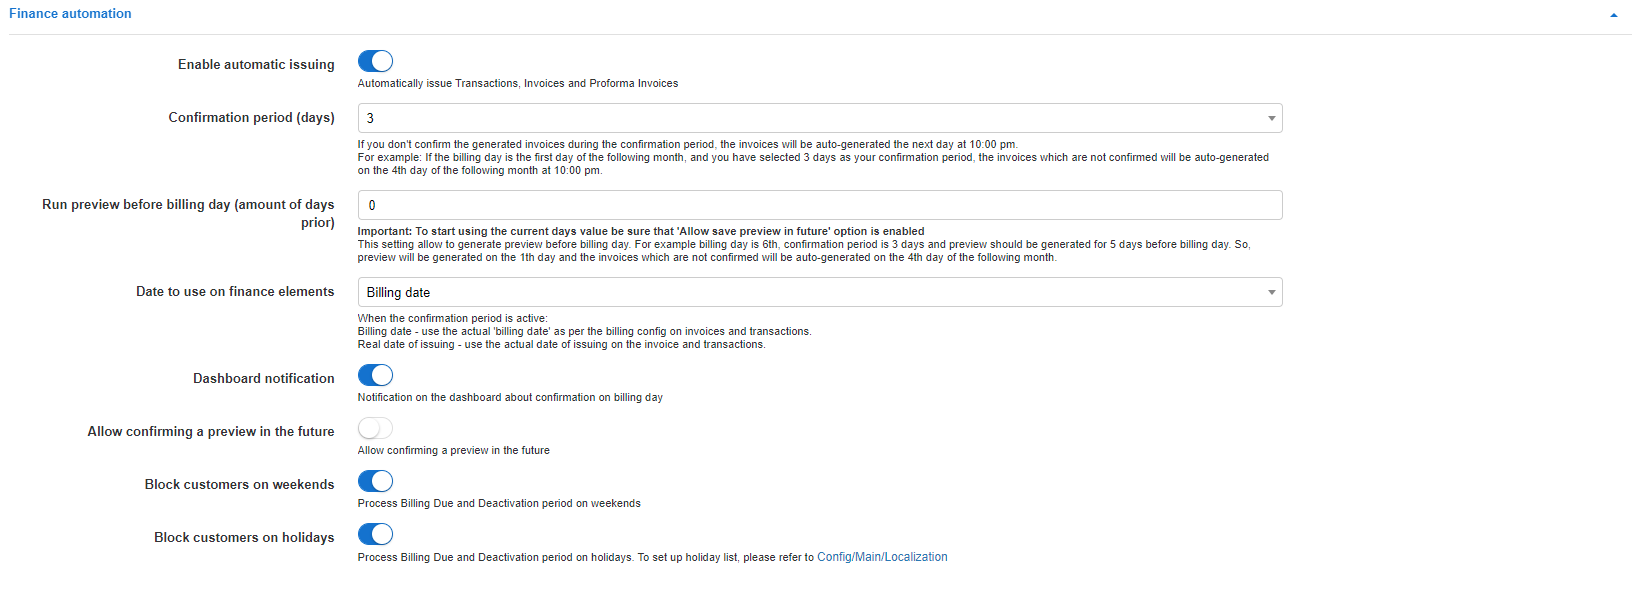 Finance automation
Enable automatic issuing
Automatically issue Transactions, Invoices and Proforma Invoices
Confirmation period (days)
3
If you don't confirm the generated invoices during the confirmation period, the invoices will be auto-generated the next day at 10:00 pm.
For example: If the billing day is the first day of the following month, and you have selected 3 days as your confirmation period, the invoices which are not confirmed will be auto-generated
on the 4th day of the following month at 10:00 pm.
Run preview before billing day (amount of days
prior)
0
Important: To start using the current days value be sure that 'Allow save preview in future' option is enabled
This setting allow to generate preview before billing day. For example billing day is 6th, confirmation period is 3 days and preview should be generated for 5 days before billing day. So,
preview will be generated on the 1th day and the invoices which are not confirmed will be auto-generated on the 4th day of the following month.
Date to use on finance elements
Billing date
When the confirmation period is active:
Billing date - use the actual 'billing date' as per the billing config on invoices and transactions.
Real date of issuing - use the actual date of issuing on the invoice and transactions.
Dashboard notification
Notification on the dashboard about confirmation on billing day
Allow confirming a preview in the future
Allow confirming a preview in the future
Block customers on weekends
Process Billing Due and Deactivation period on weekends
Block customers on holidays
Process Billing Due and Deactivation period on holidays. To set up holiday list, please refer to Config/Main/Localization